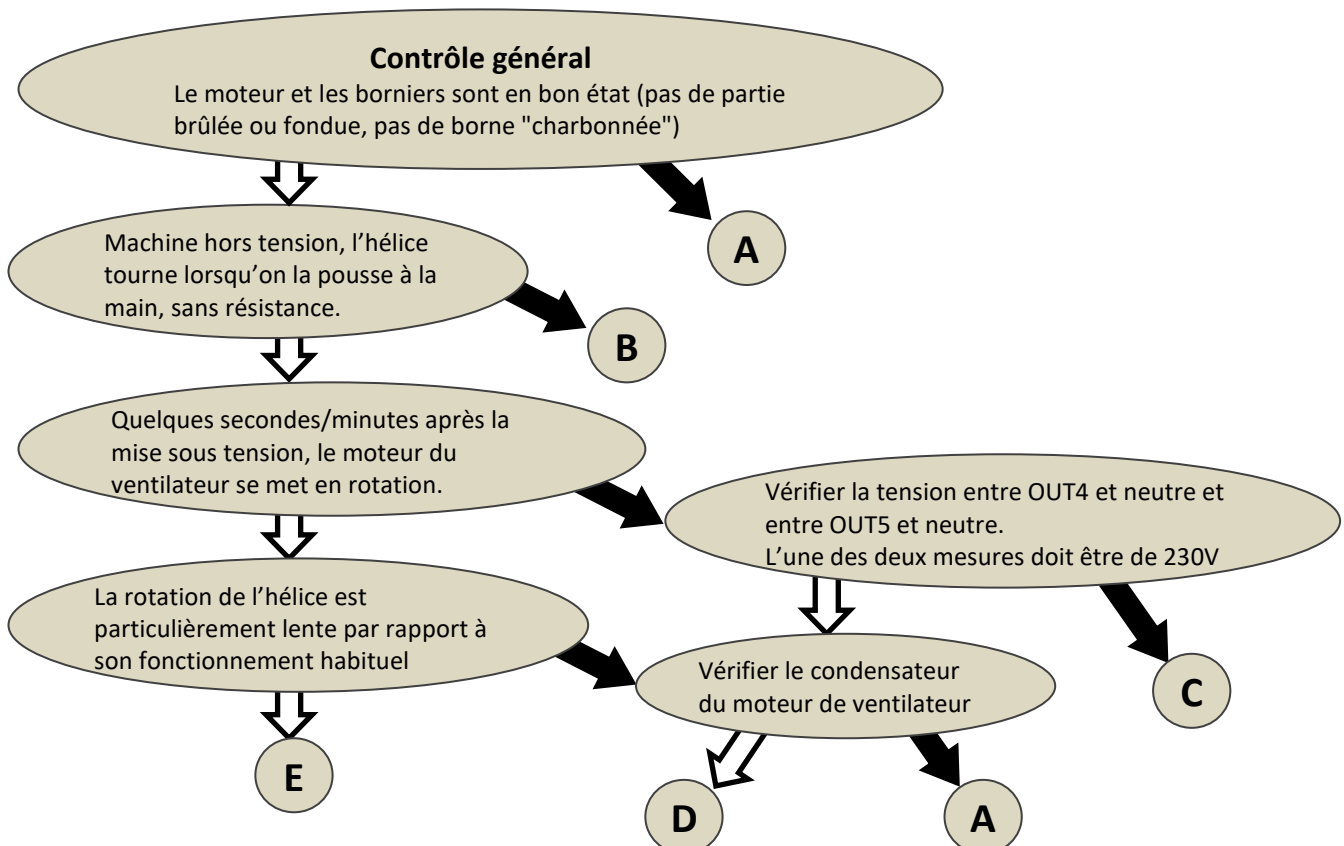 Contrôle général
Le moteur et les borniers sont en bon état (pas de partie
brûlée ou fondue, pas de borne "charbonnée")
A
Machine hors tension, l'hélice
tourne lorsqu'on la pousse à la
main, sans résistance.
B
Quelques secondes/minutes après la
mise sous tension, le moteur du
ventilateur se met en rotation.
Vérifier la tension entre OUT4 et neutre et
entre OUT5 et neutre.
L'une des deux mesures doit être de 230V
La rotation de l'hélice est
particulièrement lente par rapport à
son fonctionnement habituel
Vérifier le condensateur
du moteur de ventilateur
C
E
D
A